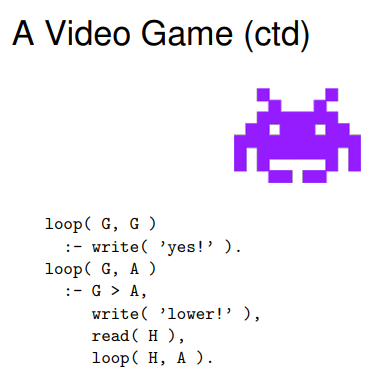 A Video Game (ctd)
loop( G, G )
:- write( ’yes!’ ).
loop( G, A )
:- G > A,
write( ’lower!’ ),
read( H ),
loop( H, A ).